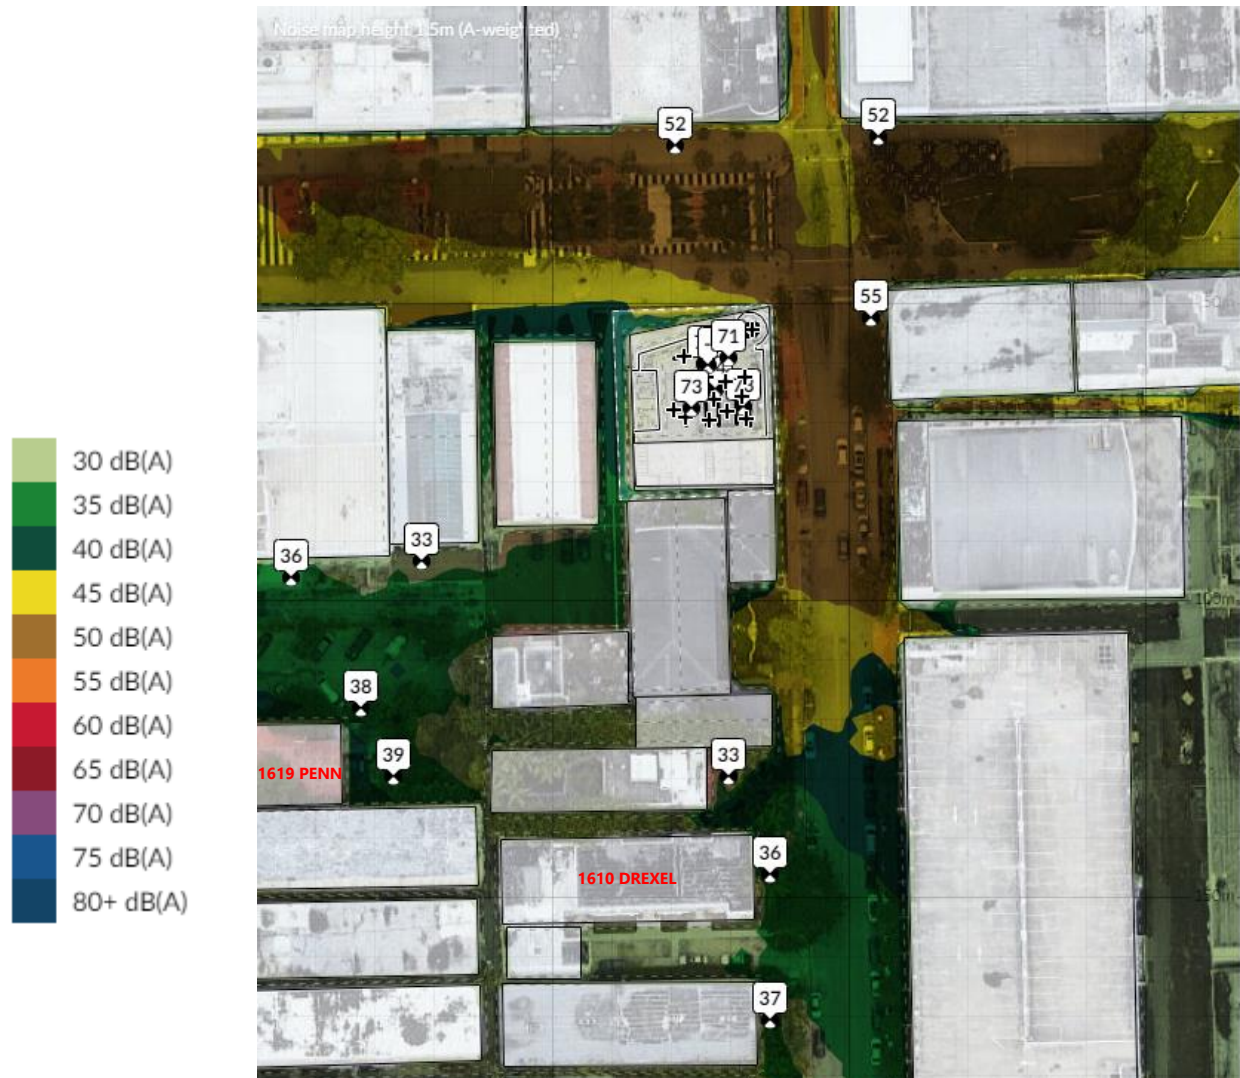 Noise map height 1.5m (A-weighted)
52
52
55
71
73
73
30 dB(A)
35 dB(A)
40 dB(A)
45 dB(A)
50 dB(A)
55 dB(A)
60 dB(A)
65 dB(A)
70 dB(A)
75 dB(A)
80+ dB(A)
33
36
100m
38
39
33
1619 PENN
36
1610 DREXEL
150m
37